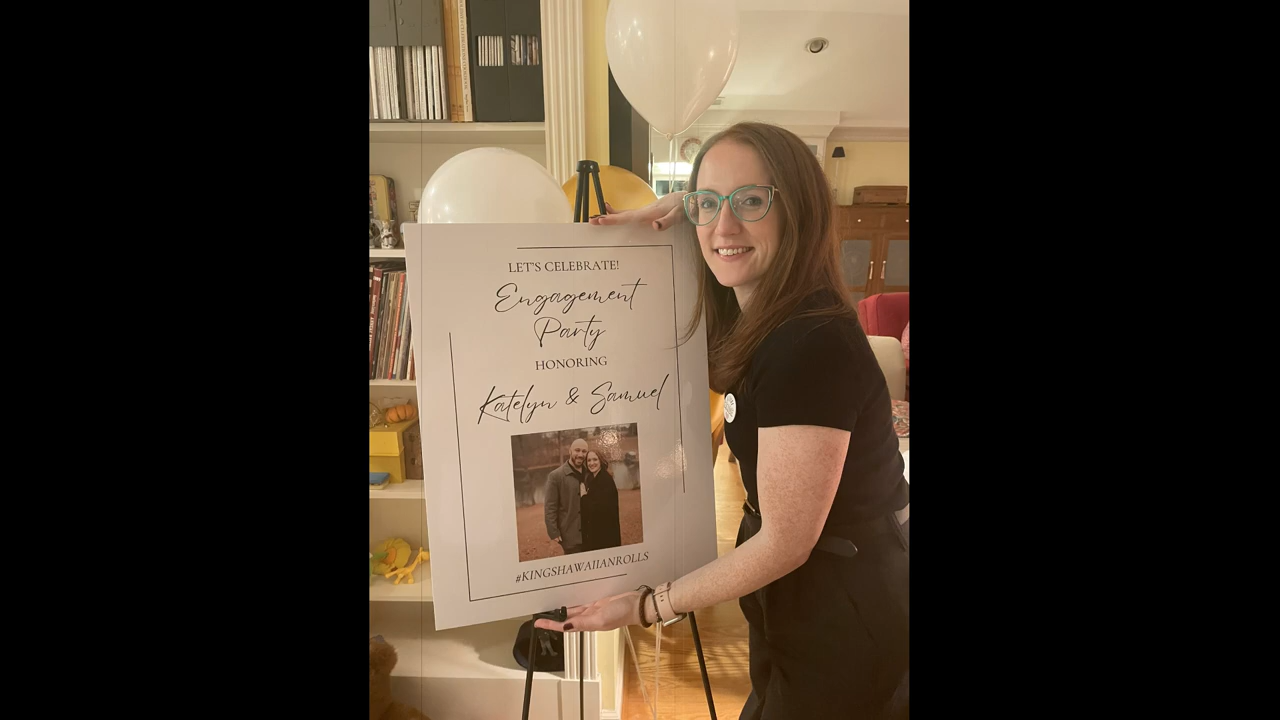 LET'S CELEBRATE!
Engagement
Party
HONORING
Katelyn & Samuel
#KINGSHAWAIIANROLLS